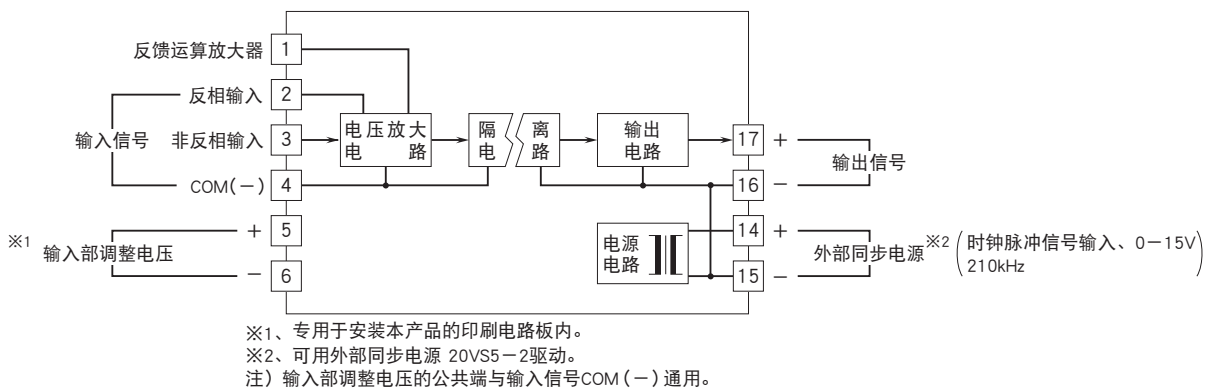 反馈运算放大器 1
反相输入 2
输入信号 非反相输入 3
COM(－) 4
电压放大
电 路
隔 离
电 路
输出
电路
17 ＋
输出信号
16 －
※1 输入部调整电压
＋ 5
－ 6
电源
电路
14 ＋
外部同步电源 ※2 (时钟脉冲信号输入、0－15V)
210kHz
15 －
※1、专用于安装本产品的印刷电路板内。
※2、可用外部同步电源 20VS5－2驱动。
注）输入部调整电压的公共端与输入信号COM（－）通用。